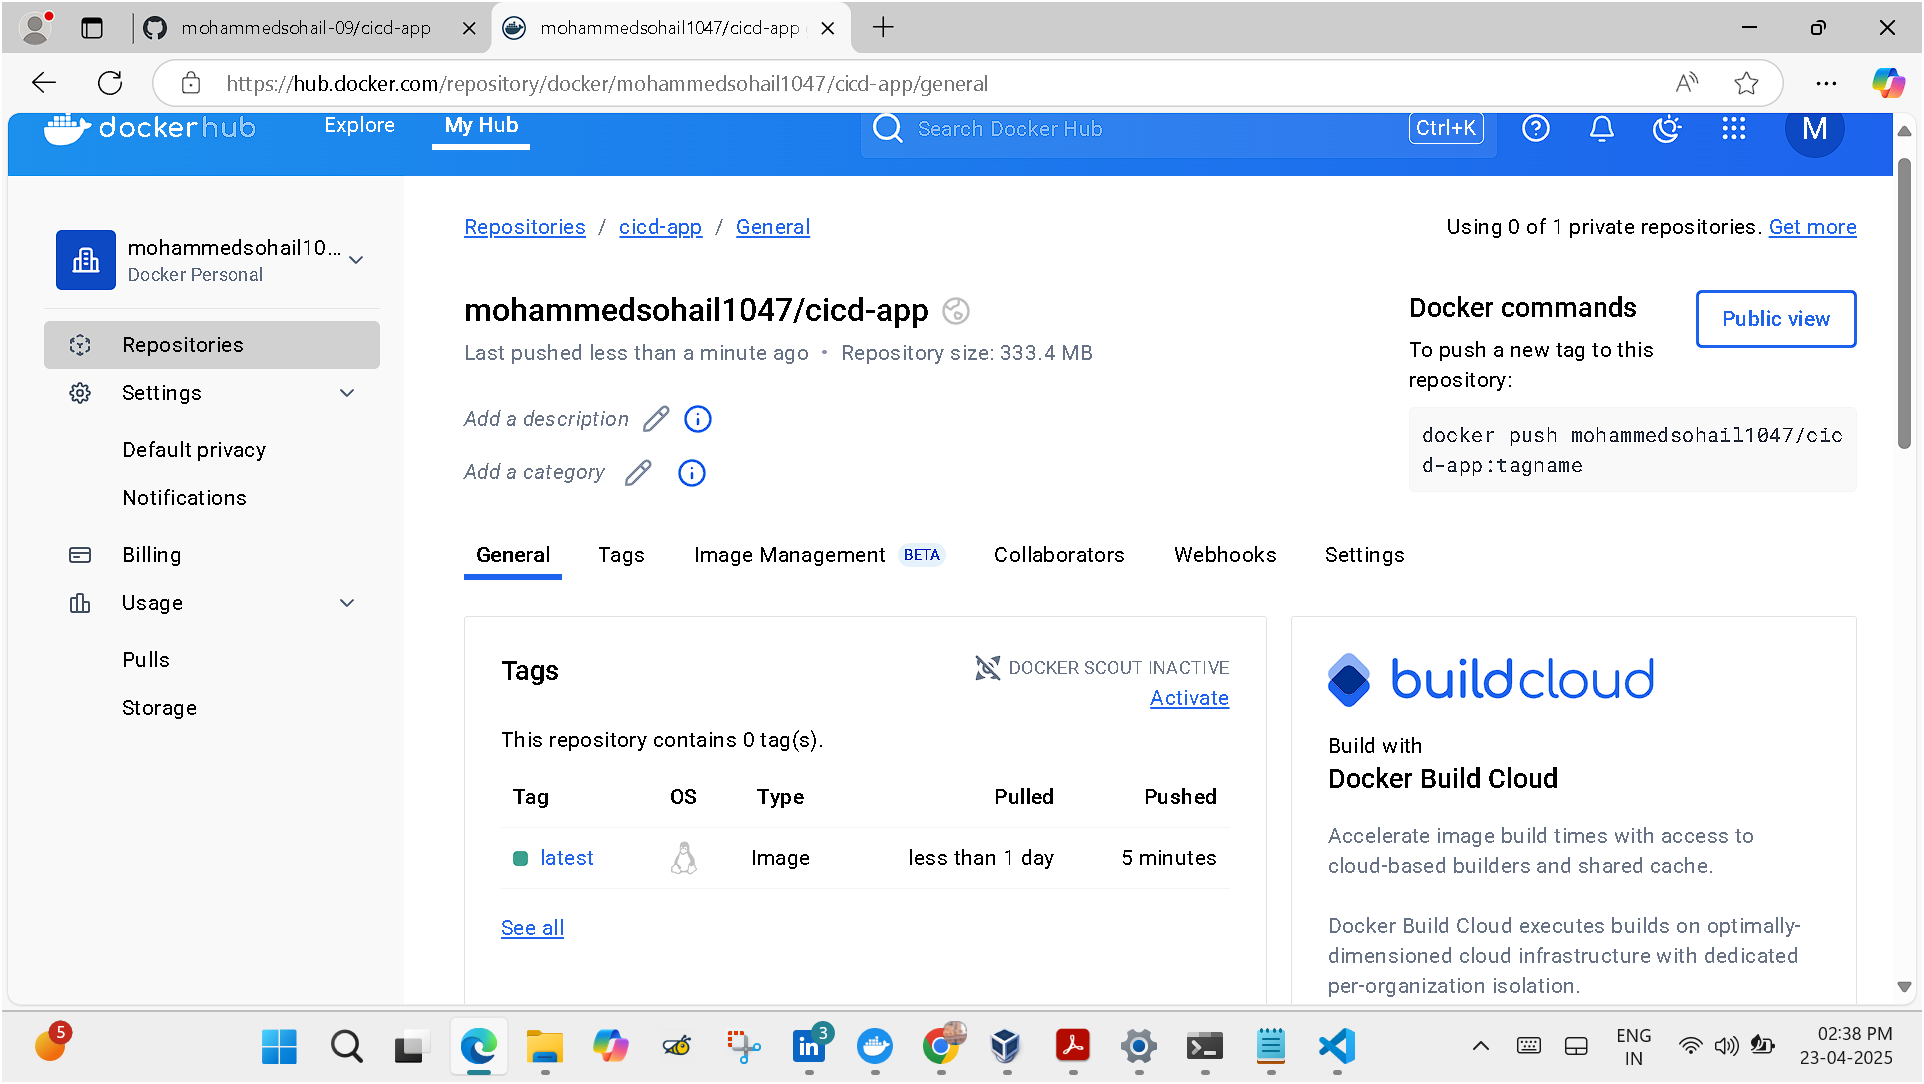 mohammedsohail-09/cicd-app
mohammedsohail1047/cicd-app
https://hub.docker.com/repository/docker/mohammedsohail1047/cicd-app/general
dockerhub
Explore
My Hub
Search Docker Hub
Ctrl+K
M
mohammedsohail10...
Docker Personal
Repositories
Settings
Default privacy
Notifications
Billing
Usage
Pulls
Storage
Repositories / cicd-app / General
Using 0 of 1 private repositories. Get more
mohammedsohail1047/cicd-app
Last pushed less than a minute ago • Repository size: 333.4 MB
Add a description
Add a category
Docker commands
Public view
To push a new tag to this
repository:
docker push mohammedsohail1047/cic
d-app:tagname
General
Tags
Image Management BETA
Collaborators
Webhooks
Settings
Tags
DOCKER SCOUT INACTIVE
Activate
This repository contains 0 tag(s).
Tag OS Type Pulled Pushed
latest Image less than 1 day 5 minutes
See all
buildcloud
Build with
Docker Build Cloud
Accelerate image build times with access to
cloud-based builders and shared cache.
Docker Build Cloud executes builds on optimally-
dimensioned cloud infrastructure with dedicated
per-organization isolation.
5
in
3
ENG
IN
02:38 PM
23-04-2025